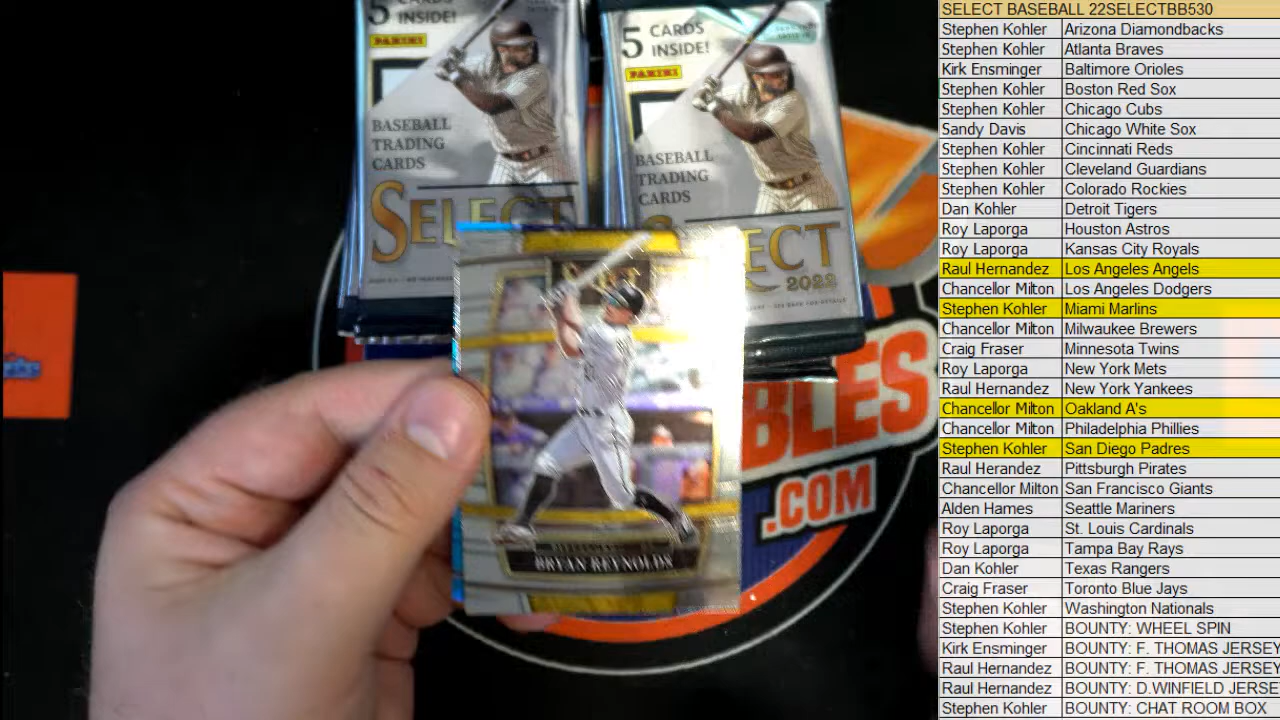 5 CARDS
INSIDE!
PANINI
BASEBALL
TRADING
CARDS
SELECT
5 CARDS
INSIDE!
PANINI
BASEBALL
TRADING
CARDS
ECT
2022
BRYAN REYNOLDS
BLES
.COM
SELECT BASEBALL 22SELECTBB530
Stephen Kohler Arizona Diamondbacks
Stephen Kohler Atlanta Braves
Kirk Ensminger Baltimore Orioles
Stephen Kohler Boston Red Sox
Stephen Kohler Chicago Cubs
Sandy Davis Chicago White Sox
Stephen Kohler Cincinnati Reds
Stephen Kohler Cleveland Guardians
Stephen Kohler Colorado Rockies
Dan Kohler Detroit Tigers
Roy Laporga Houston Astros
Roy Laporga Kansas City Royals
Raul Hernandez Los Angeles Angels
Chancellor Milton Los Angeles Dodgers
Stephen Kohler Miami Marlins
Chancellor Milton Milwaukee Brewers
Craig Fraser Minnesota Twins
Roy Laporga New York Mets
Raul Hernandez New York Yankees
Chancellor Milton Oakland A's
Chancellor Milton Philadelphia Phillies
Stephen Kohler San Diego Padres
Raul Herandez Pittsburgh Pirates
Chancellor Milton San Francisco Giants
Alden Hames Seattle Mariners
Roy Laporga St. Louis Cardinals
Roy Laporga Tampa Bay Rays
Dan Kohler Texas Rangers
Craig Fraser Toronto Blue Jays
Stephen Kohler Washington Nationals
Stephen Kohler BOUNTY: WHEEL SPIN
Kirk Ensminger BOUNTY: F. THOMAS JERSEY
Raul Hernandez BOUNTY: F. THOMAS JERSEY
Raul Hernandez BOUNTY: D.WINFIELD JERSE
Stephen Kohler BOUNTY: CHAT ROOM BOX